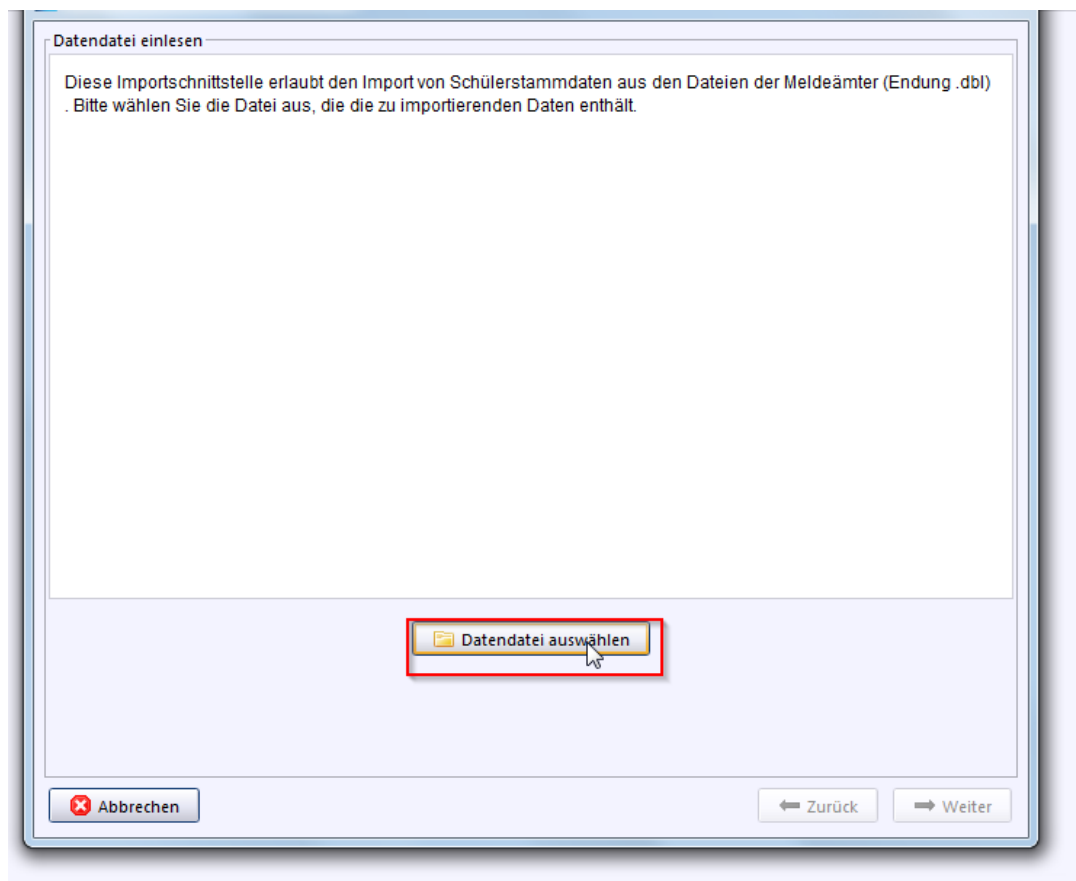 Datendatei einlesen
Diese Importschnittstelle erlaubt den Import von Schülerstammdaten aus den Dateien der Meldeämter (Endung .dbl)
. Bitte wählen Sie die Datei aus, die die zu importierenden Daten enthält.
Datendatei auswählen
Abbrechen
Zurück
Weiter